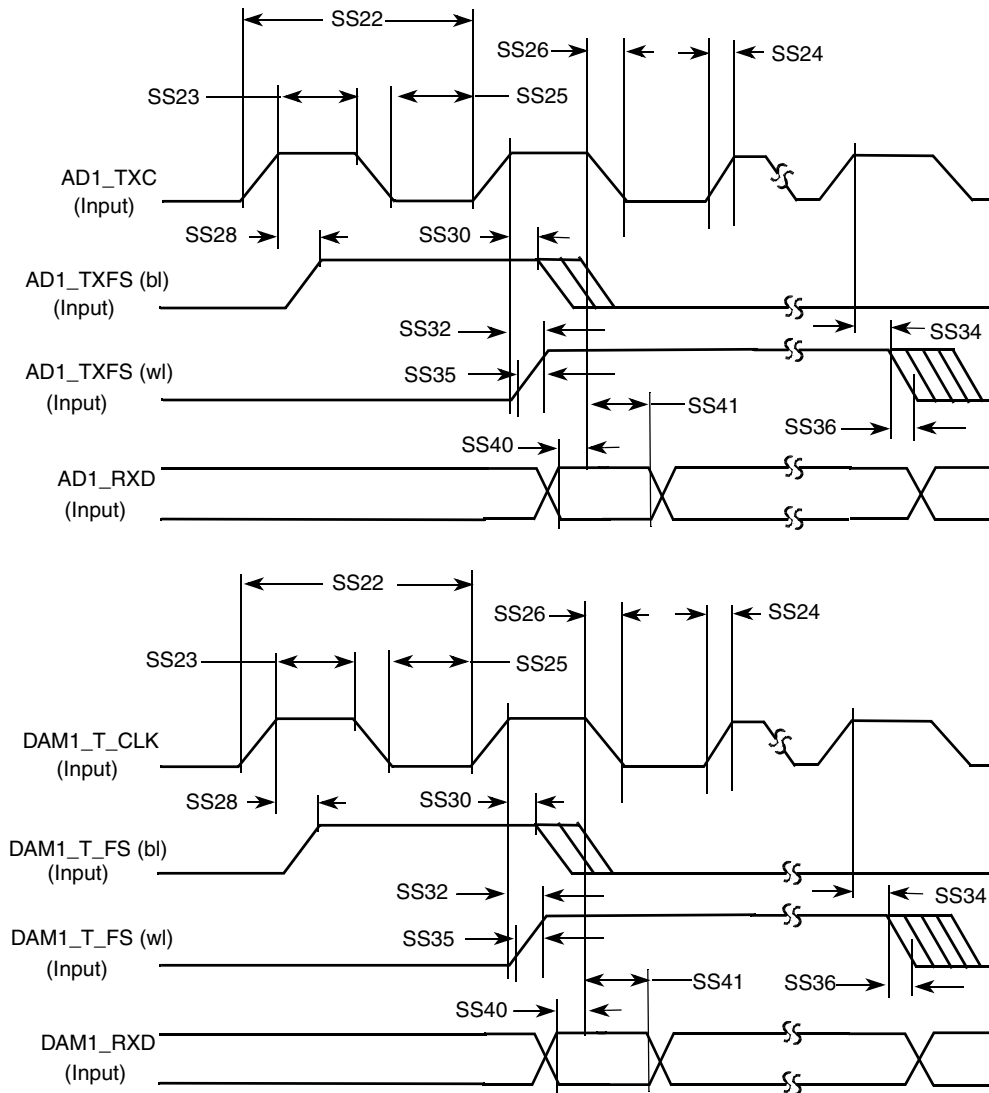 SS22
SS26
SS24
SS23
SS25
AD1_TXC
(Input)
SS28
SS30
AD1_TXFS (bl)
(Input)
SS32
SS34
SS35
AD1_TXFS (wl)
(Input)
SS41
SS36
SS40
AD1_RXD
(Input)
SS22
SS26
SS24
SS23
SS25
DAM1_T_CLK
(Input)
SS28
SS30
DAM1_T_FS (bl)
(Input)
SS32
SS34
SS35
DAM1_T_FS (wl)
(Input)
SS41
SS36
SS40
DAM1_RXD
(Input)